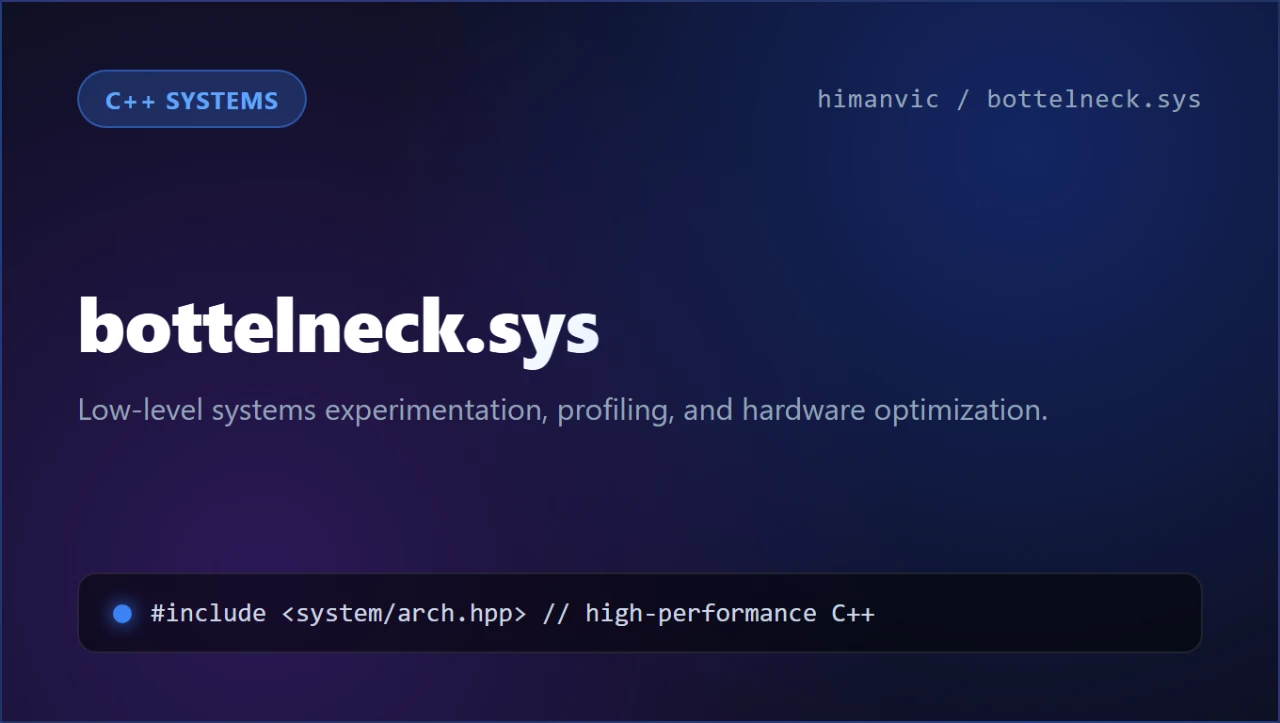 C++ SYSTEMS
himanvic / bottelneck.sys
bottelneck.sys
Low-level systems experimentation, profiling, and hardware optimization.
#include <system/arch.hpp> // high-performance C++